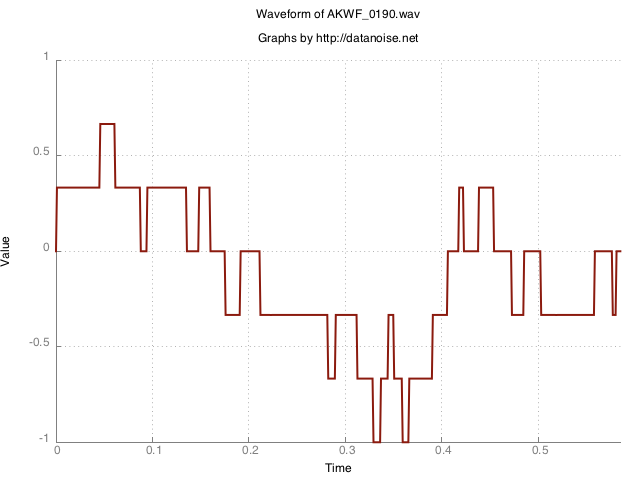 Waveform of AKWF_0190.wav
Graphs by http://datanoise.net
1
0.5
0
-0.5
-1
Value
0 0.1 0.2 0.3 0.4 0.5
Time